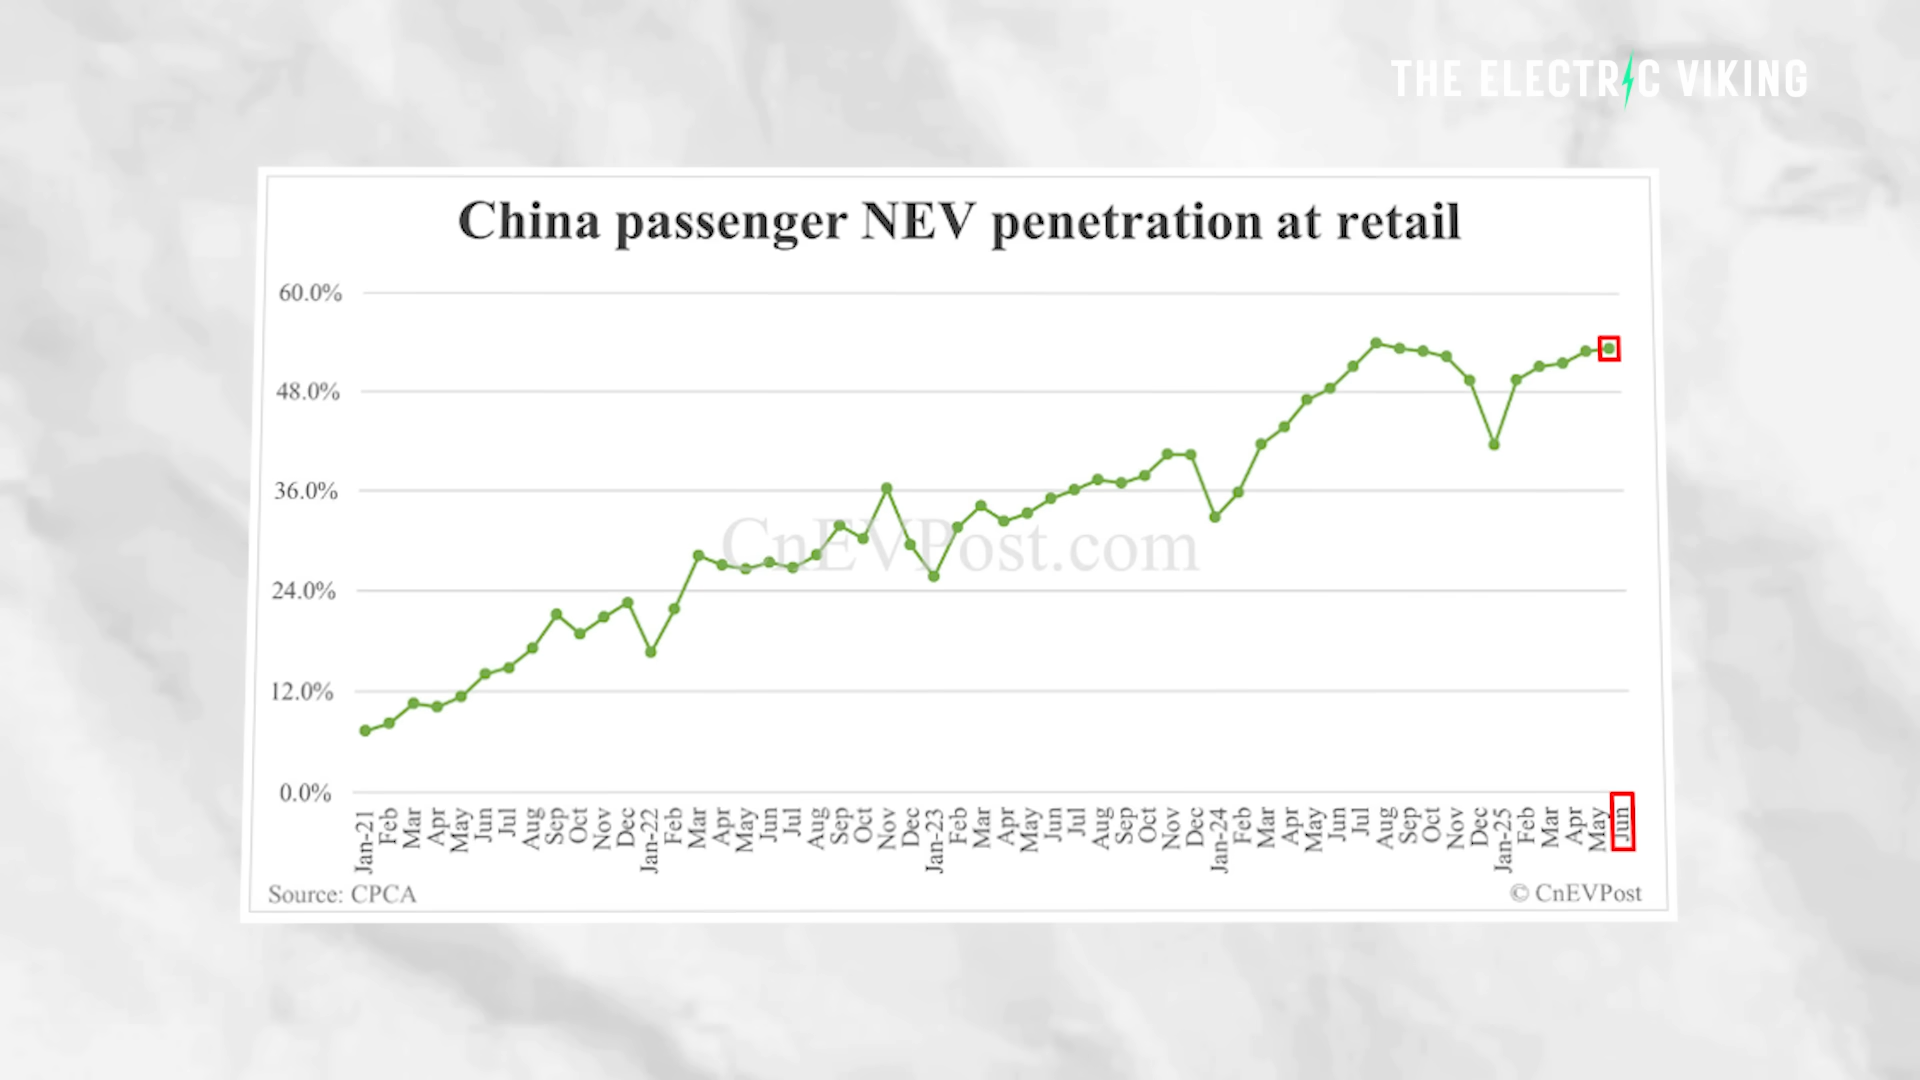 THE ELECTRIC VIKING
China passenger NEV penetration at retail
60.0%
48.0%
36.0%
24.0%
12.0%
0.0%
CnEVPost.com
Jan-21 Feb Mar Apr May Jun Jul Aug Sep Oct Nov Dec Jan-22 Feb Mar Apr May Jun Jul Aug Sep Oct Nov Dec Jan-23 Feb Mar Apr May Jun Jul Aug Sep Oct Nov Dec Jan-24 Feb Mar Apr May Jun Jul Aug Sep Oct Nov Dec Jan-25 Feb Mar Apr May Jun
Source: CPCA
© CnEVPost